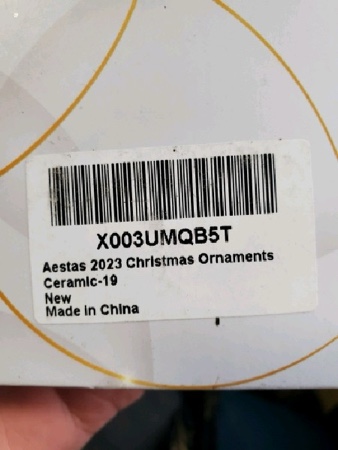 X003UMQB5T
Aestas 2023 Christmas Ornaments
Ceramic-19
New
Made in China